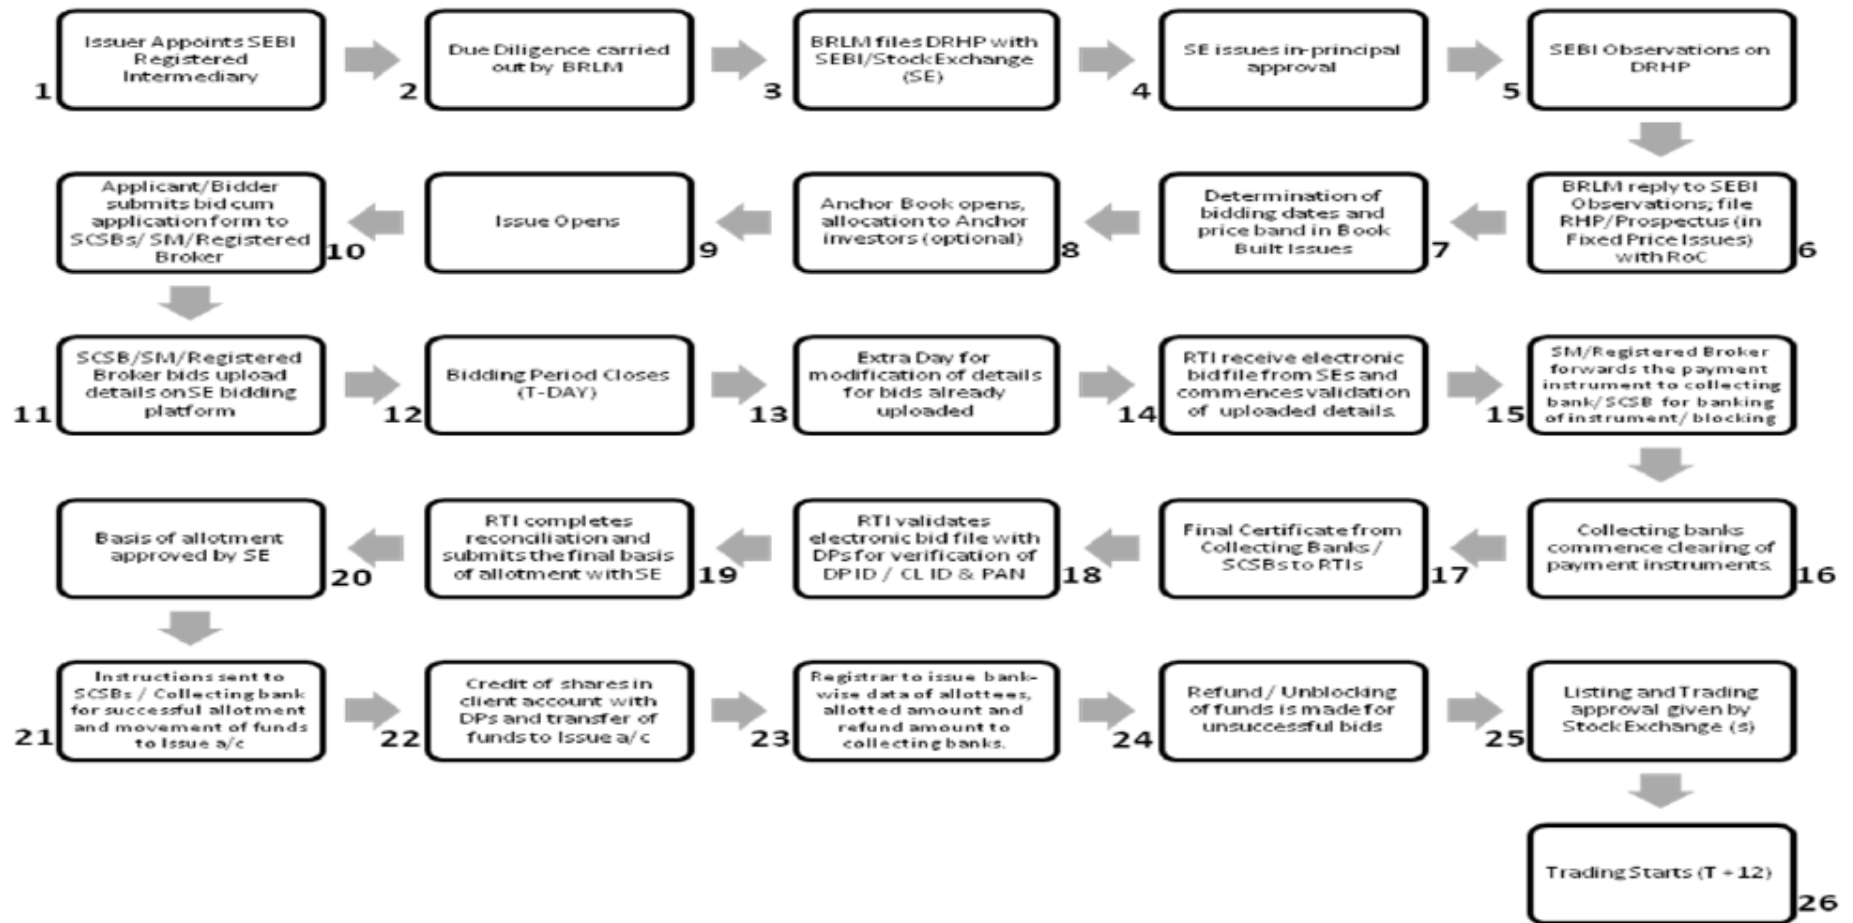 Issuer Appoints SEBI
Registered
Intermediary
1
Due Diligence carried
out by BRLM
2
BRLM files DRHP with
SEBI/Stock Exchange
(SE)
3
SE issues in-principal
approval
4
SEBI Observations on
DRHP
5
BRLM reply to SEBI
Observations; file
RHP/Prospectus (in
Fixed Price Issues)
with RoC
6
Determination of
bidding dates and
price band in Book
Built Issues
7
Anchor Book opens,
allocation to Anchor
investors (optional)
8
Issue Opens
9
Applicant/Bidder
submits bid cum
application form to
SCSBs/ SM/Registered
Broker
10
SCSB/SM/Registered
Broker bids upload
details on SE bidding
platform
11
Bidding Period Closes
(T-DAY)
12
Extra Day for
modification of details
for bids already
uploaded
13
RTI receive electronic
bid file from SEs and
commences validation
of uploaded details.
14
SM/Registered Broker
forwards the payment
instrument to collecting
bank/ SCSB for banking
of instrument/ blocking
15
Collecting banks
commence clearing of
payment instruments.
16
Final Certificate from
Collecting Banks /
SCSBs to RTIs
17
RTI validates
electronic bid file with
DPs for verification of
DP ID / CL ID & PAN
18
RTI completes
reconciliation and
submits the final basis
of allotment with SE
19
Basis of allotment
approved by SE
20
Instructions sent to
SCSBs / Collecting bank
for successful allotment
and movement of funds
to Issue a/c
21
Credit of shares in
client account with
DPs and transfer of
funds to Issue a/c
22
Registrar to issue bank-
wise data of allottees,
allotted amount and
refund amount to
collecting banks.
23
Refund / Unblocking
of funds is made for
unsuccessful bids
24
Listing and Trading
approval given by
Stock Exchange (s)
25
Trading Starts (T + 12)
26